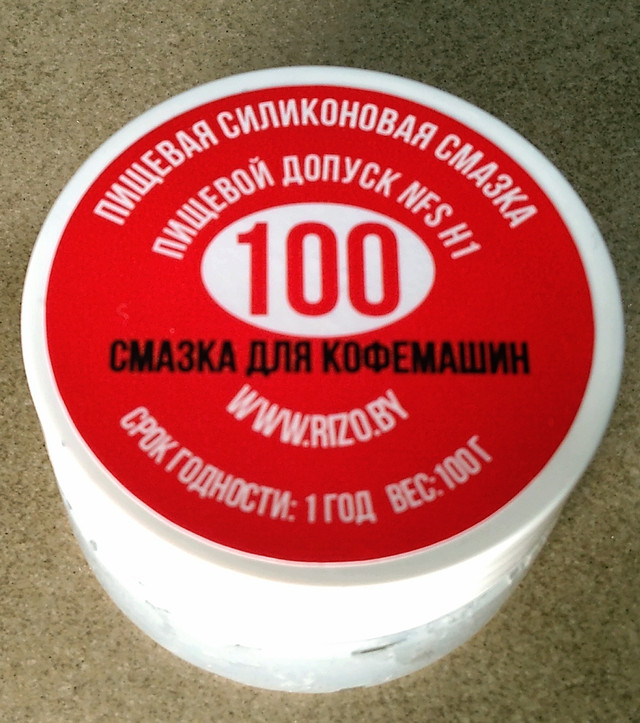 ПИЩЕВАЯ СИЛИКОНОВАЯ СМАЗКА
ПИЩЕВОЙ ДОПУСК NFS H1
100
СМАЗКА ДЛЯ КОФЕМАШИН
WWW.RIZO.BY
СРОК ГОДНОСТИ: 1 ГОД ВЕС: 100 Г